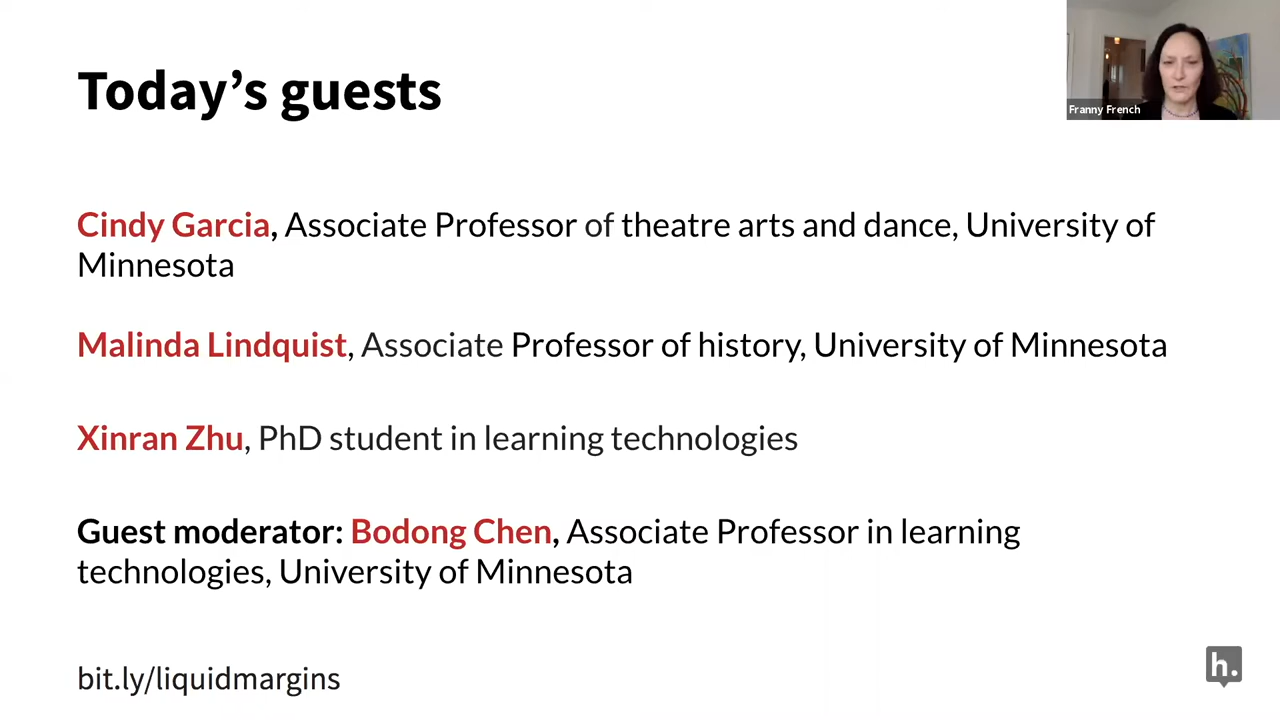 Today's guests
Franny French
Cindy Garcia, Associate Professor of theatre arts and dance, University of
Minnesota
Malinda Lindquist, Associate Professor of history, University of Minnesota
Xinran Zhu, PhD student in learning technologies
Guest moderator: Bodong Chen, Associate Professor in learning
technologies, University of Minnesota
bit.ly/liquidmargins
h.